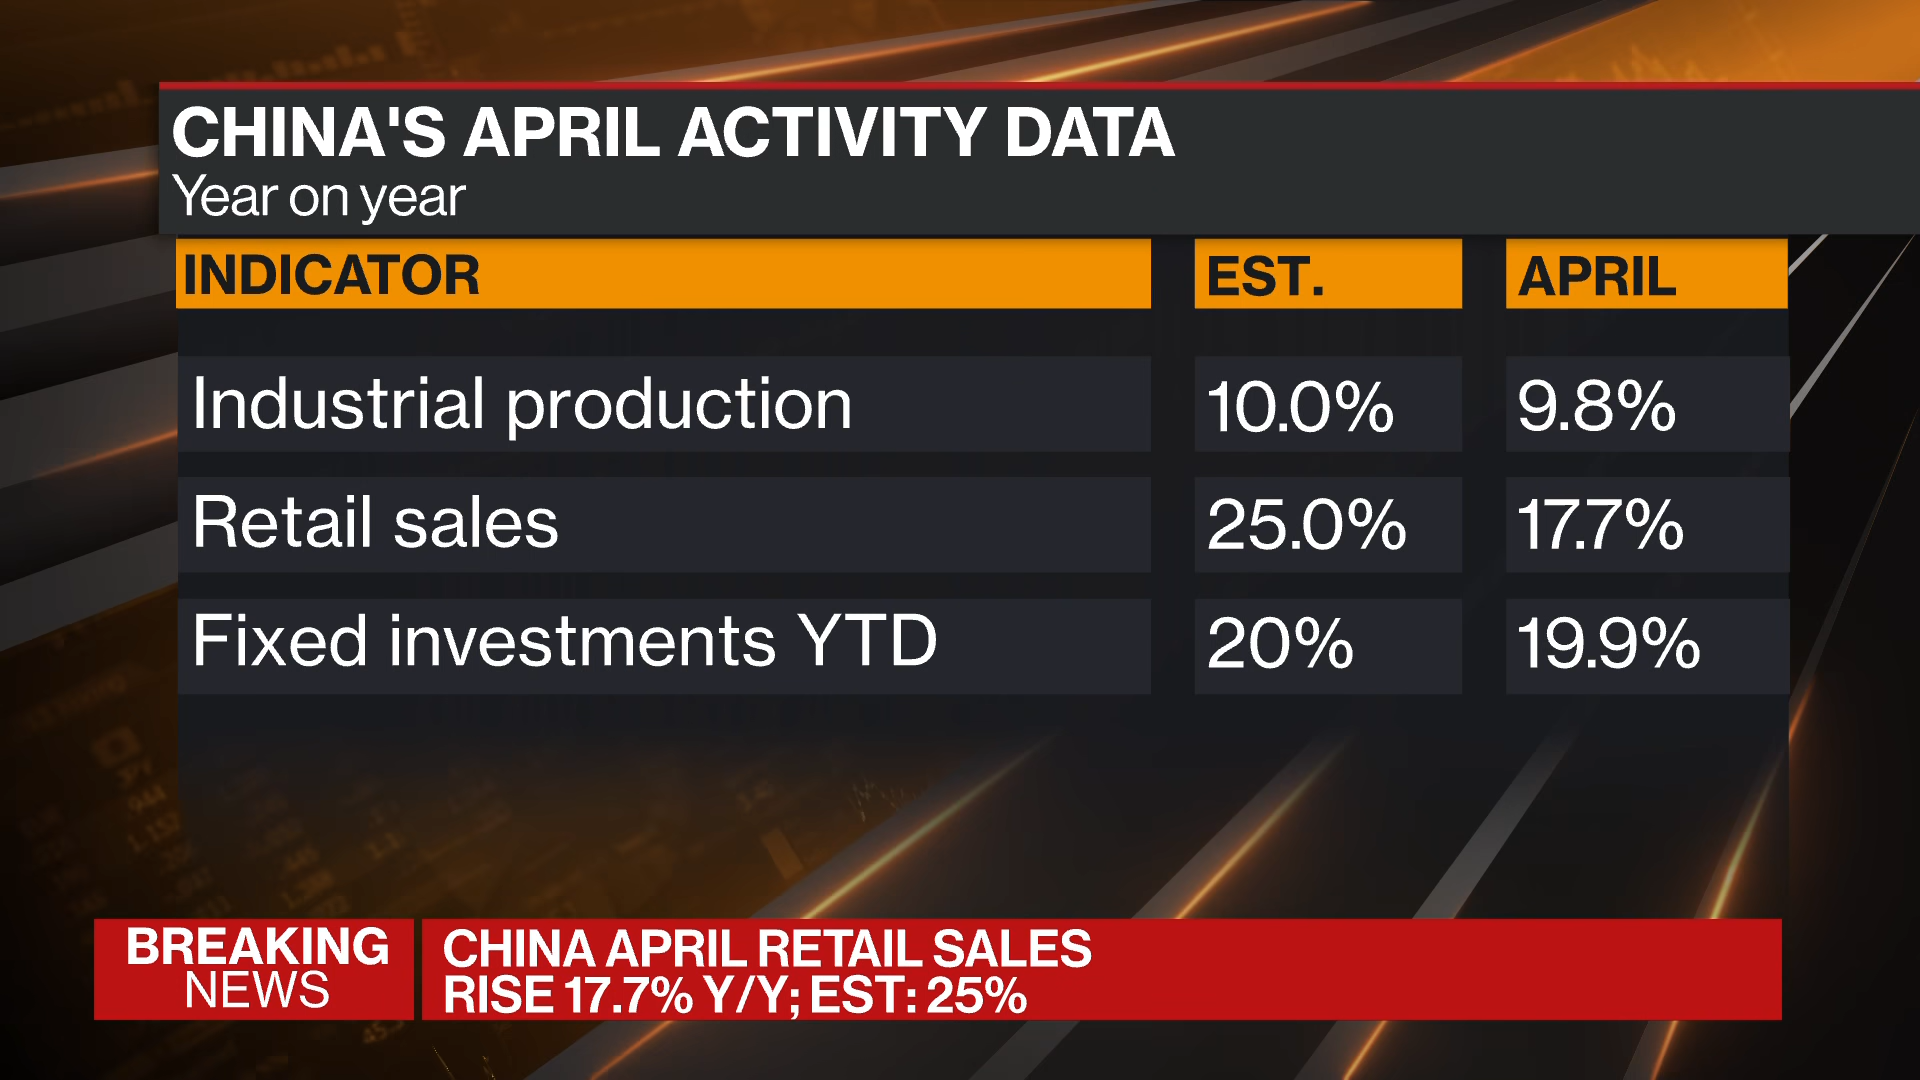 CHINA'S APRIL ACTIVITY DATA
Year on year
INDICATOR EST. APRIL
Industrial production 10.0% 9.8%
Retail sales 25.0% 17.7%
Fixed investments YTD 20% 19.9%
BREAKING
NEWS
CHINA APRIL RETAIL SALES
RISE 17.7% Y/Y; EST: 25%